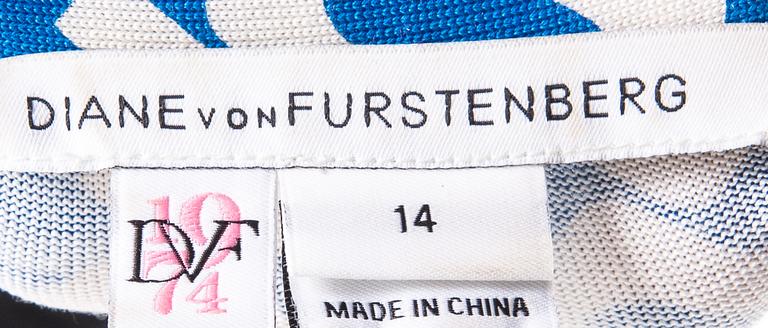 DIANE VON FURSTENBERG
1974
DVF
14
MADE IN CHINA